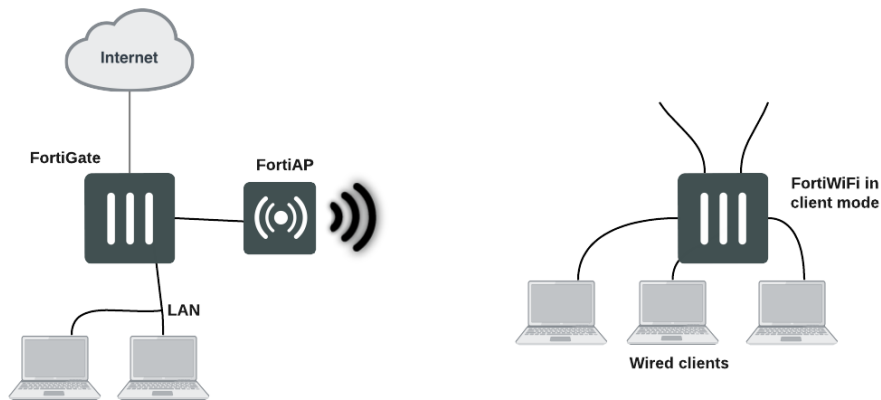 Internet
FortiGate
FortiAP
LAN
FortiWiFi in
client mode
Wired clients